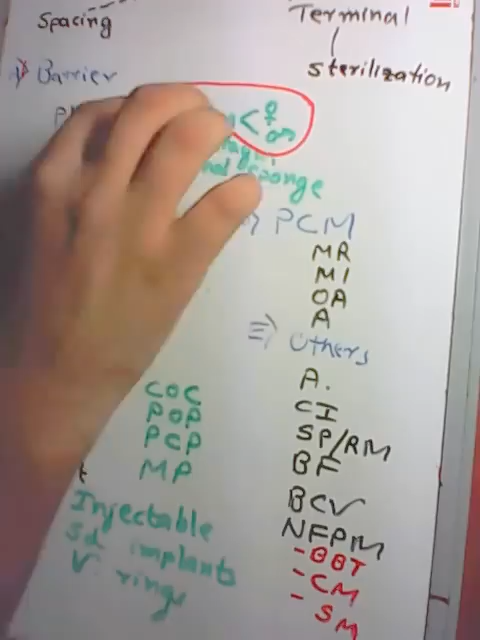 Spacing
Terminal
sterilization
Barrier
<♀
♂
sponge
PCM
MR
MI
OA
A
Others
A.
CI
SP/RM
BF
BCV
NFPM
-BBT
-CM
- SM
COC
POP
PCP
MP
Injectable
Sd implants
V rings